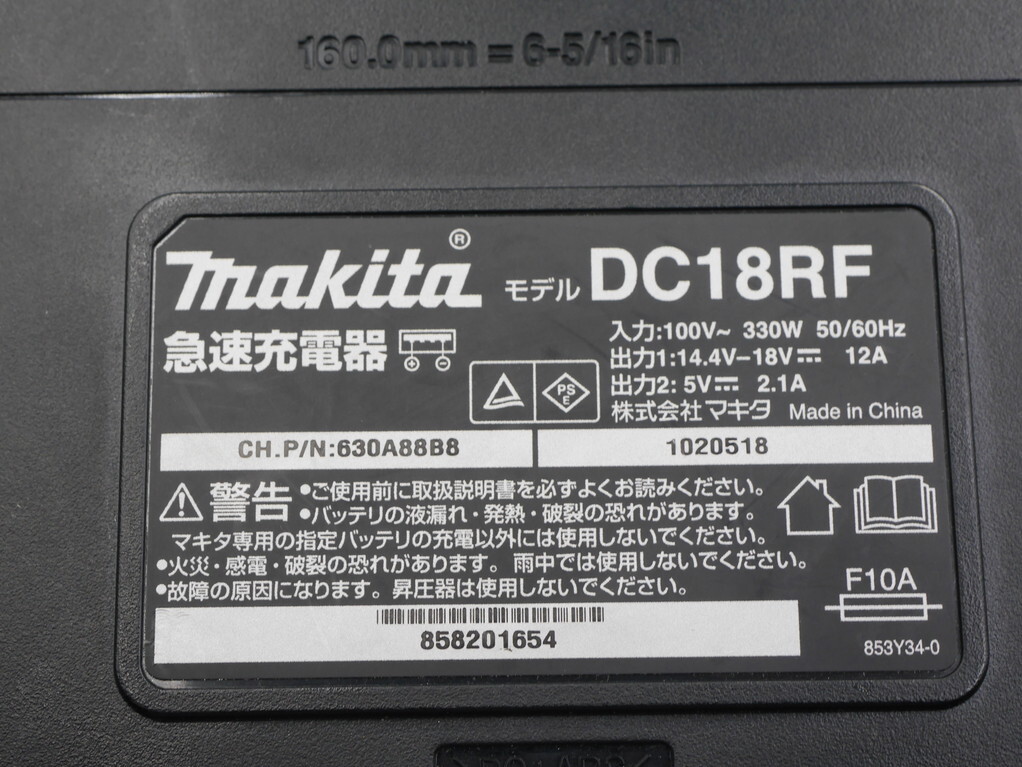 160.0mm = 6-5/16in
makita® モデル DC18RF
急速充電器
入力:100V~ 330W 50/60Hz
出力1:14.4V-18V⎓ 12A
出力2: 5V⎓ 2.1A
PS
E
株式会社マキタ Made in China
CH.P/N:630A88B8 1020518
警告 •ご使用前に取扱説明書を必ずよくお読みください。
•バッテリの液漏れ・発熱・破裂の恐れがあります。
マキタ専用の指定バッテリの充電以外には使用しないでください。
•火災・感電・破裂の恐れがあります。雨中では使用しないでください。
•故障の原因になります。昇圧器は使用しないでください。
F10A
858201654
853Y34-0